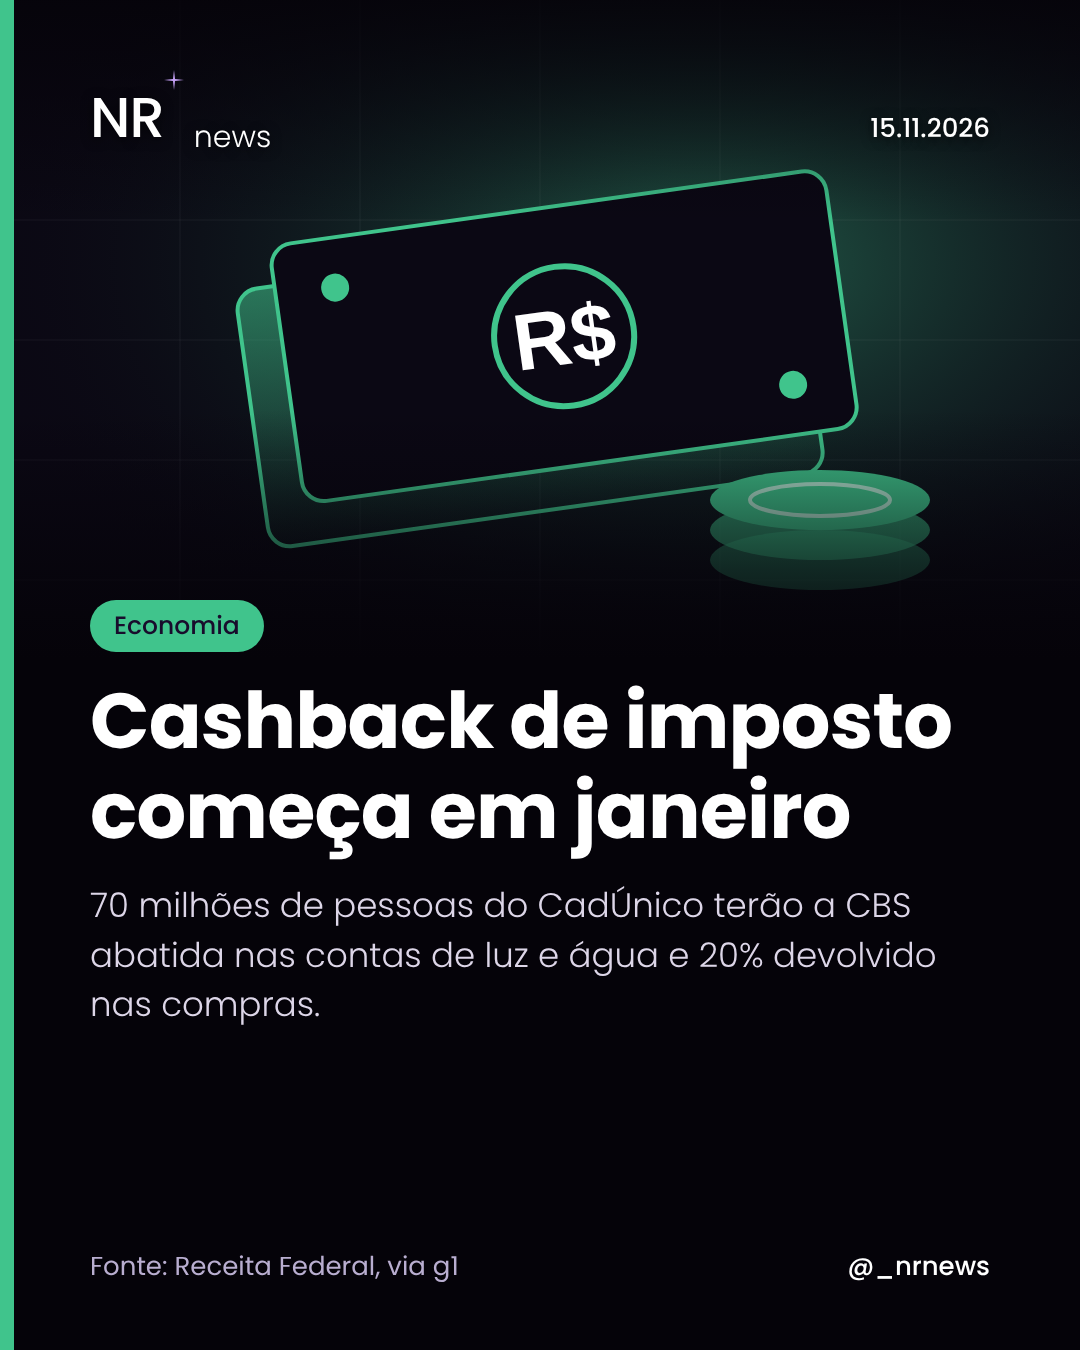 NR
news
15.11.2026
R$
Economia
Cashback de imposto
começa em janeiro
70 milhões de pessoas do CadÚnico terão a CBS
abatida nas contas de luz e água e 20% devolvido
nas compras.
Fonte: Receita Federal, via g1
@_nrnews